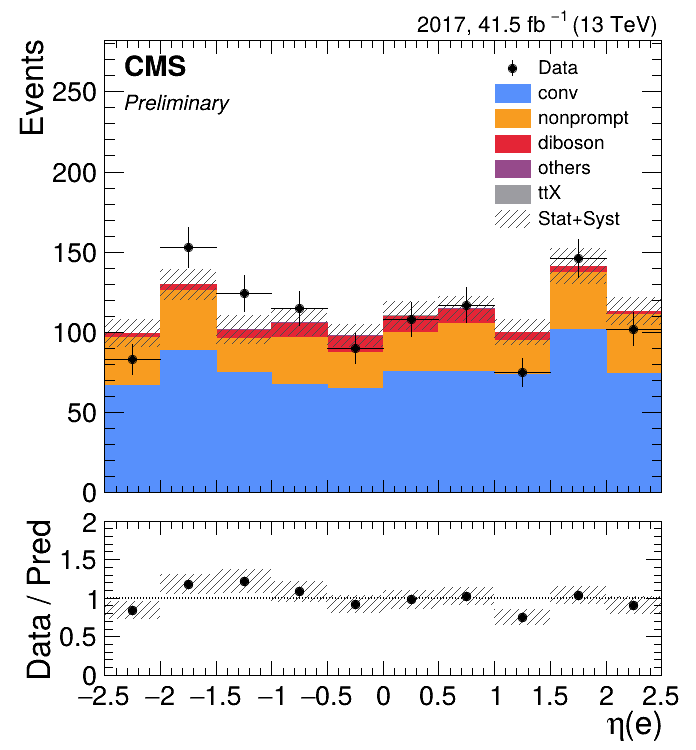 2017, 41.5 fb⁻¹ (13 TeV)
CMS
Preliminary
Events
250
200
150
100
50
0
Data
conv
nonprompt
diboson
others
ttX
Stat+Syst
Data / Pred
2
1.5
1
0.5
0
−2.5 −2 −1.5 −1 −0.5 0 0.5 1 1.5 2 2.5
η(e)